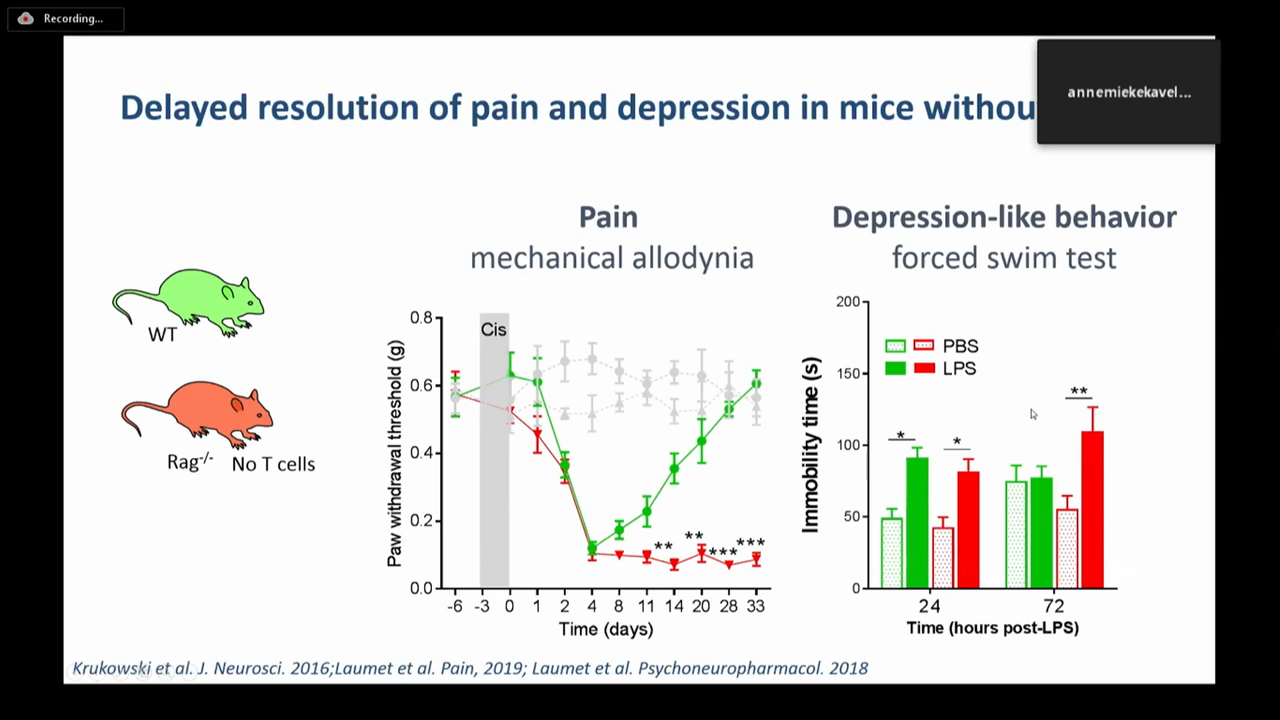 Recording...
annemiekekavel...
Delayed resolution of pain and depression in mice withou
Pain
mechanical allodynia
Depression-like behavior
forced swim test
WT
Rag-/- No T cells
Cis
Paw withdrawal threshold (g)
0.8
0.6
0.4
0.2
0.0
** ** *** ***
-6 -3 0 1 2 4 8 11 14 20 28 33
Time (days)
Immobility time (s)
200
150
100
50
0
PBS
LPS
* * **
24 72
Time (hours post-LPS)
Krukowski et al. J. Neurosci. 2016;Laumet et al. Pain, 2019; Laumet et al. Psychoneuropharmacol. 2018